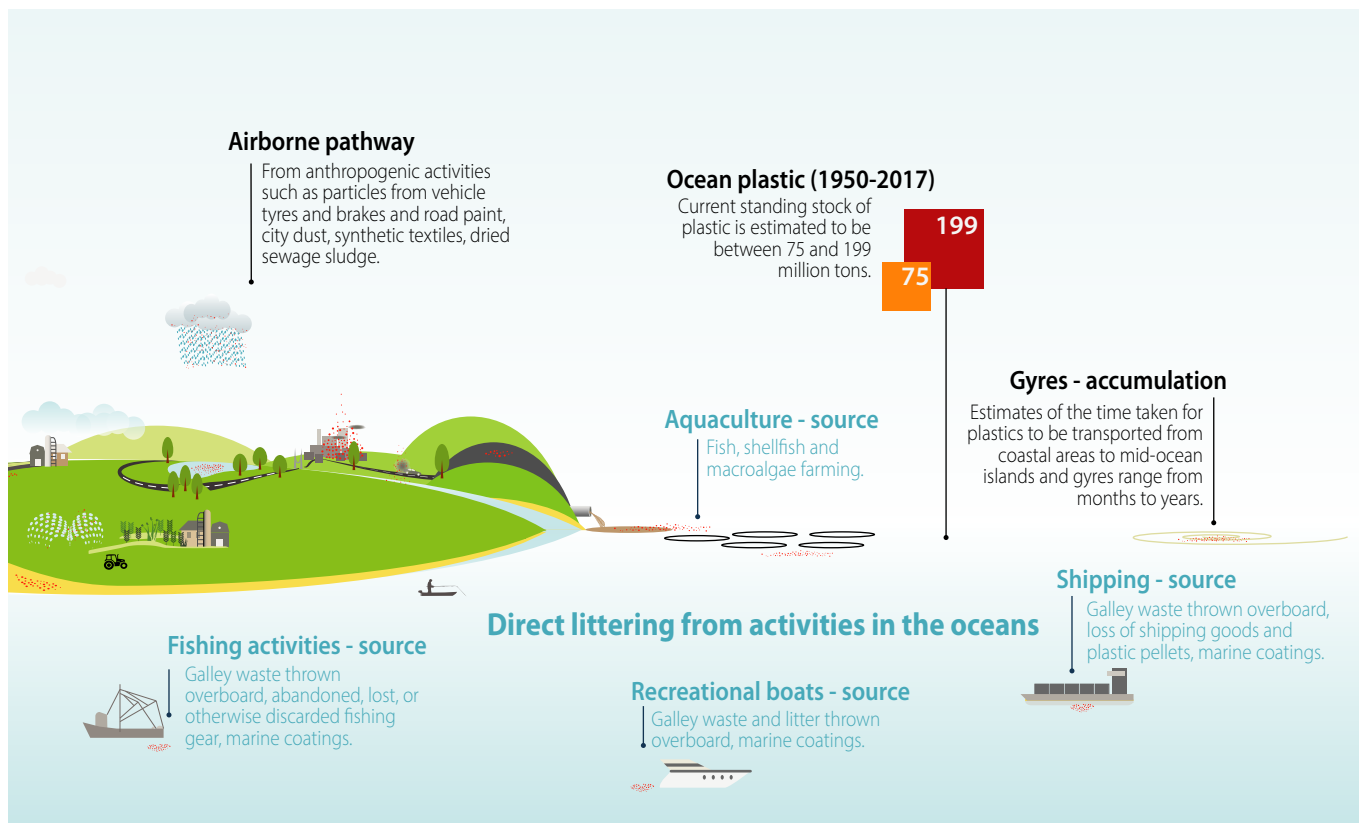 Airborne pathway
From anthropogenic activities
such as particles from vehicle
tyres and brakes and road paint,
city dust, synthetic textiles, dried
sewage sludge.
Ocean plastic (1950-2017)
Current standing stock of
plastic is estimated to be
between 75 and 199
million tons.
199
75
Gyres - accumulation
Estimates of the time taken for
plastics to be transported from
coastal areas to mid-ocean
islands and gyres range from
months to years.
Aquaculture - source
Fish, shellfish and
macroalgae farming.
Direct littering from activities in the oceans
Shipping - source
Galley waste thrown overboard,
loss of shipping goods and
plastic pellets, marine coatings.
Fishing activities - source
Galley waste thrown
overboard, abandoned, lost, or
otherwise discarded fishing
gear, marine coatings.
Recreational boats - source
Galley waste and litter thrown
overboard, marine coatings.